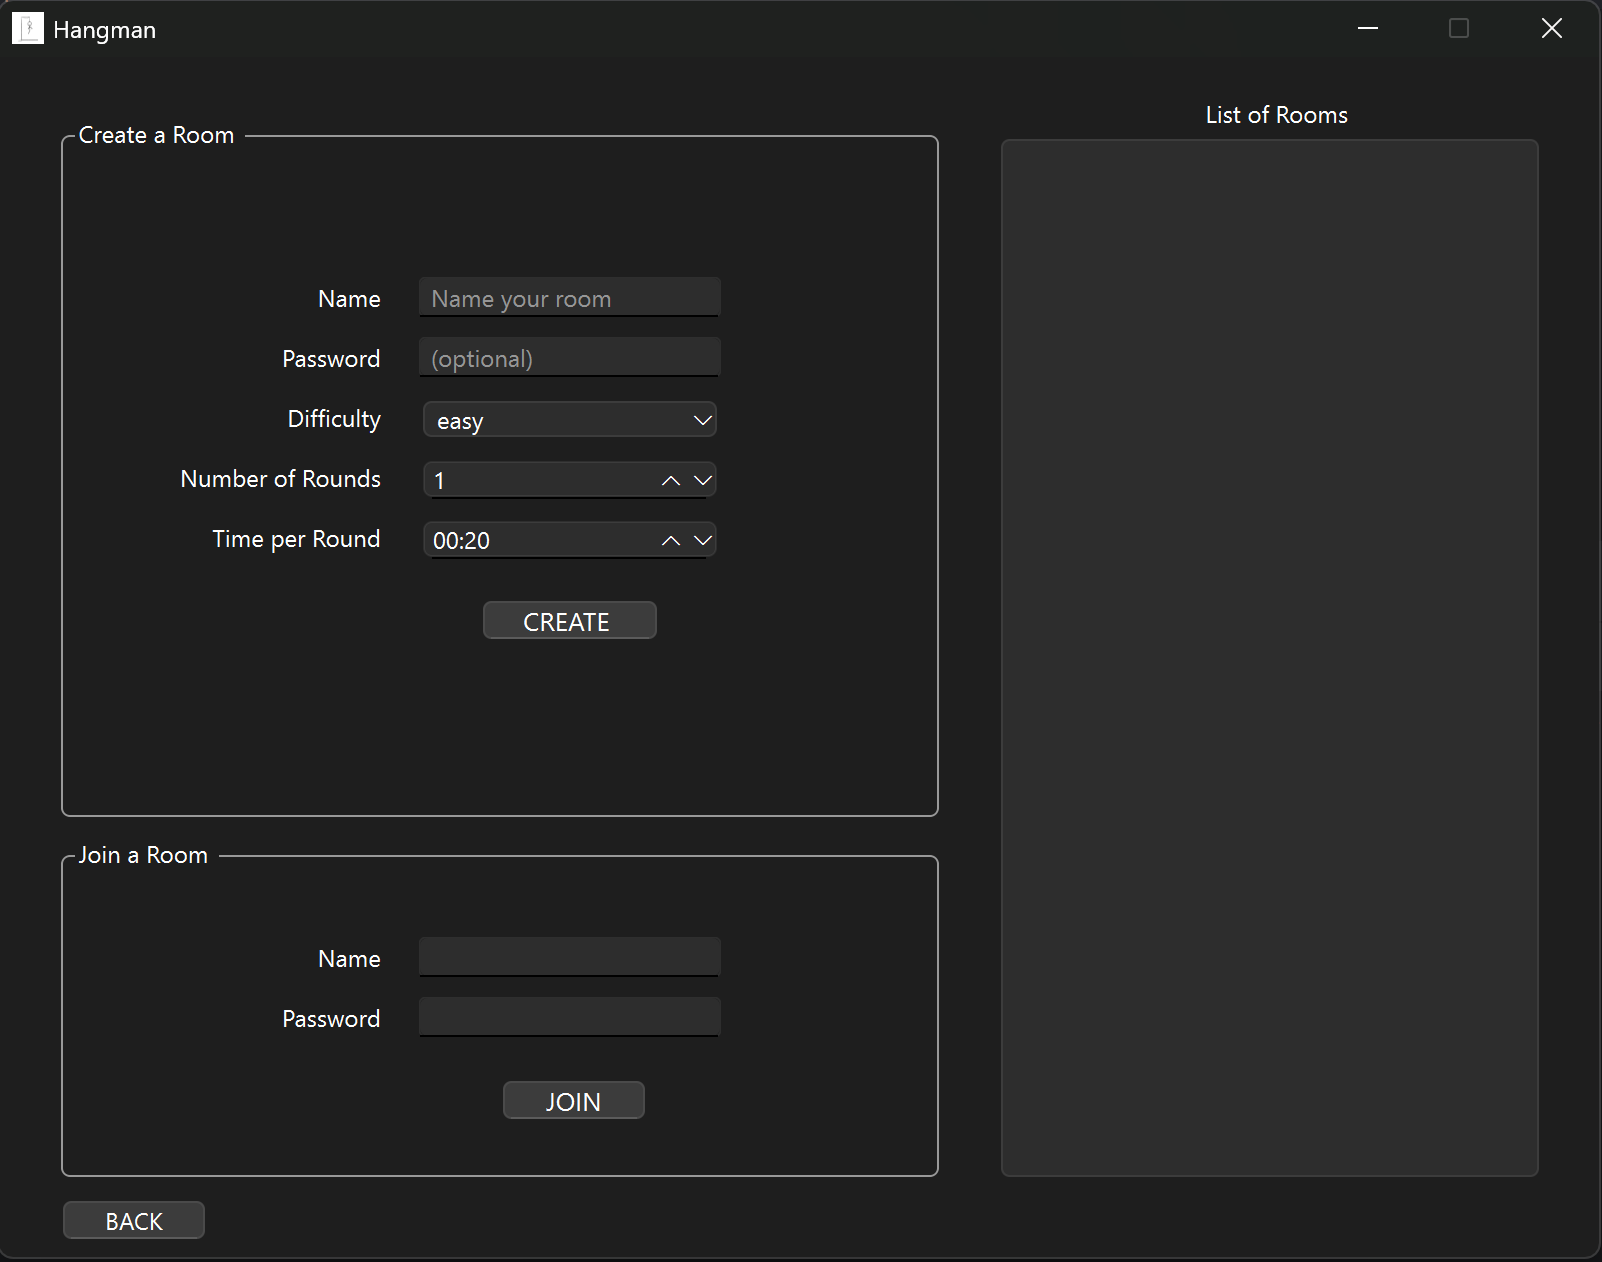 Hangman
Create a Room
Name
Name your room
Password
(optional)
Difficulty
easy
Number of Rounds
1
Time per Round
00:20
CREATE
Join a Room
Name
Password
JOIN
BACK
List of Rooms